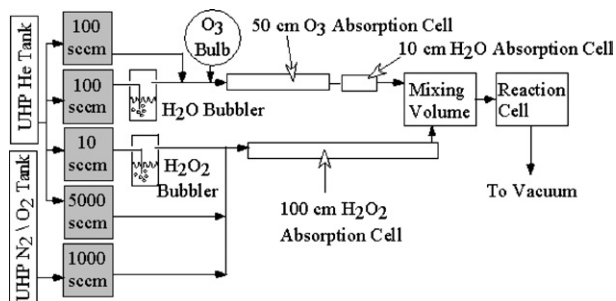 UHP He Tank
UHP N2 \ O2 Tank
100
sccm
100
sccm
10
sccm
5000
sccm
1000
sccm
O3
Bulb
50 cm O3 Absorption Cell
10 cm H2O Absorption Cell
H2O Bubbler
H2O2
Bubbler
100 cm H2O2
Absorption Cell
Mixing
Volume
Reaction
Cell
To Vacuum